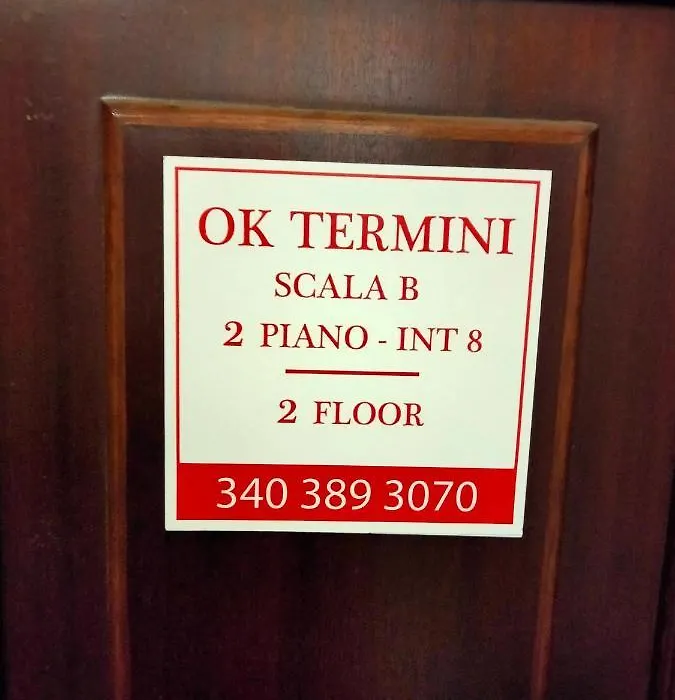 OK TERMINI
SCALA B
2 PIANO - INT 8
2 FLOOR
340 389 3070